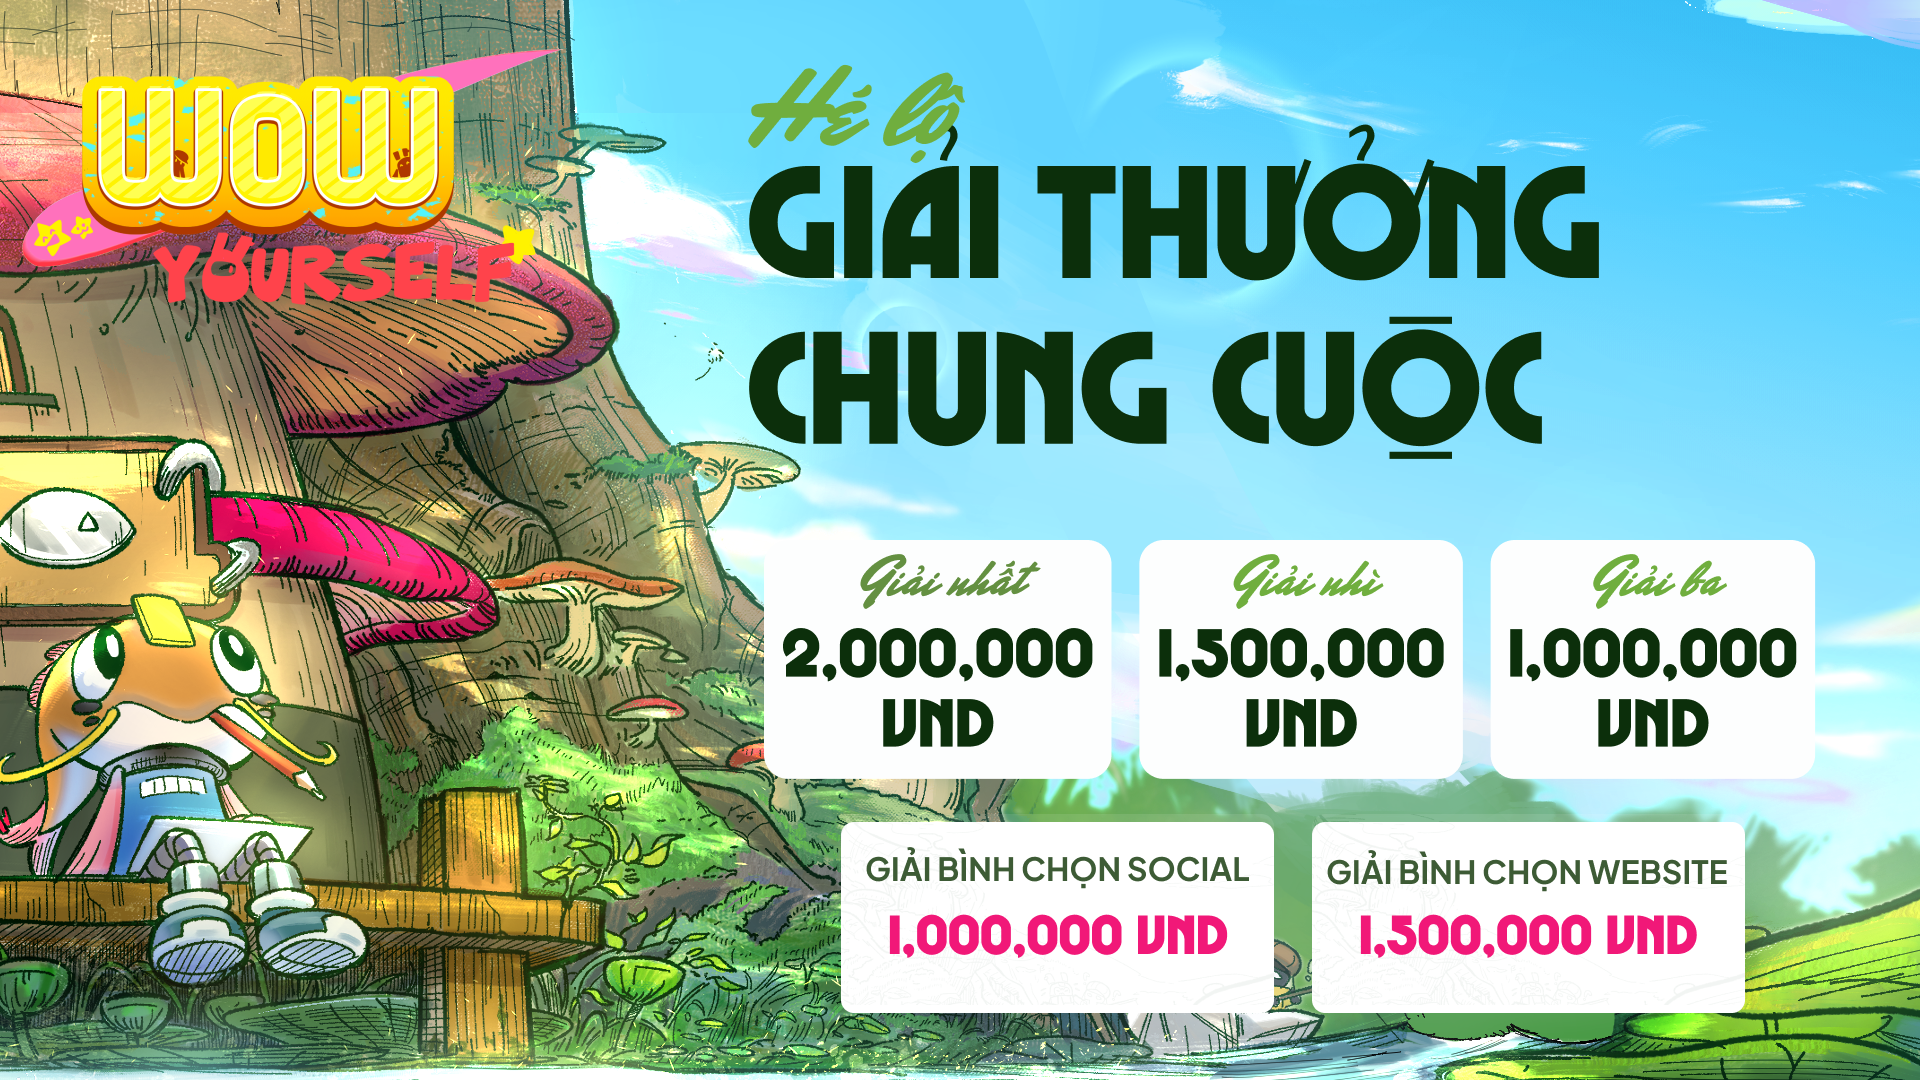 WOW
YOURSELF
Hé lộ
GIẢI THƯỞNG
CHUNG CUỘC
Giải nhất
2,000,000
VND
Giải nhì
1,500,000
VND
Giải ba
1,000,000
VND
GIẢI BÌNH CHỌN SOCIAL
1,000,000 VND
GIẢI BÌNH CHỌN WEBSITE
1,500,000 VND